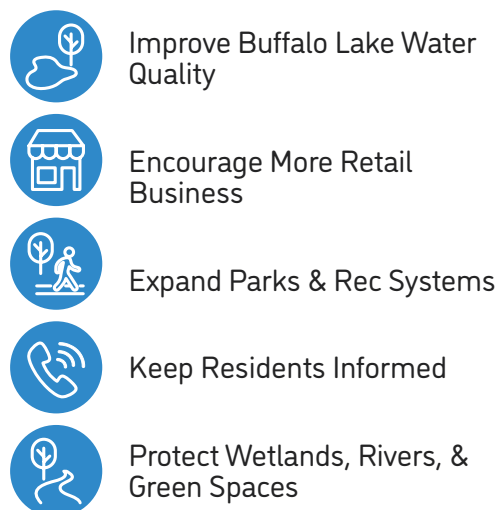 Improve Buffalo Lake Water
Quality
Encourage More Retail
Business
Expand Parks & Rec Systems
Keep Residents Informed
Protect Wetlands, Rivers, &
Green Spaces